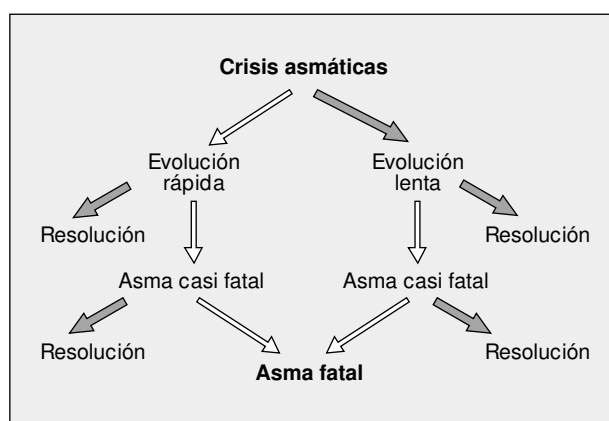 Crisis asmáticas
Evolución
rápida
Evolución
lenta
Resolución
Resolución
Asma casi fatal
Asma casi fatal
Resolución
Resolución
Asma fatal